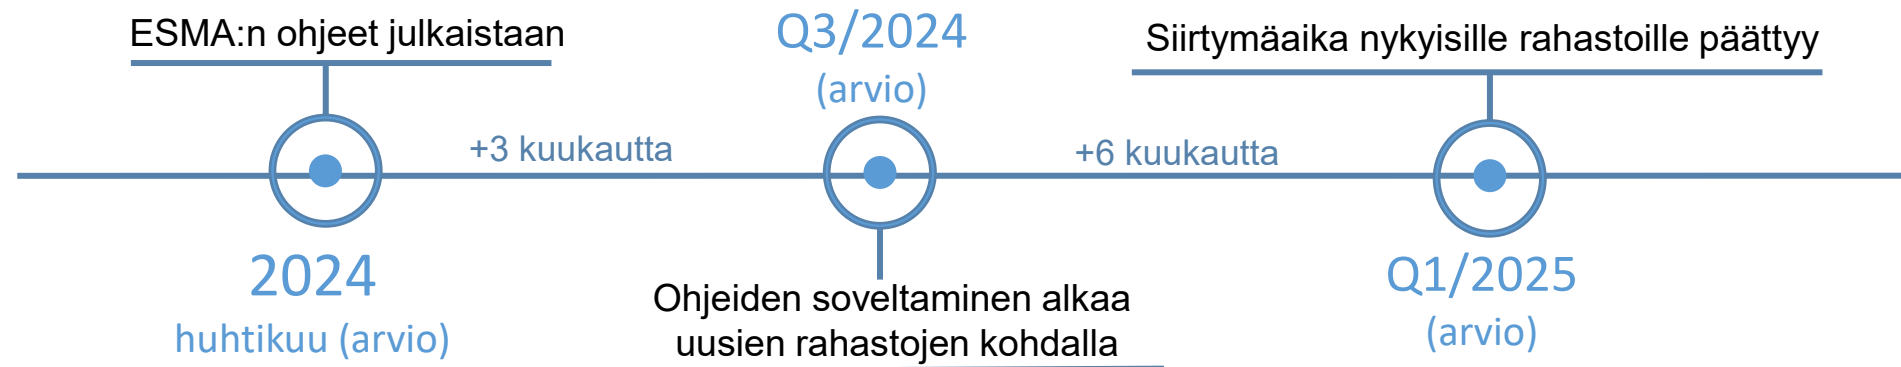 ESMA:n ohjeet julkaistaan
2024
huhtikuu (arvio)
+3 kuukautta
Q3/2024
(arvio)
Ohjeiden soveltaminen alkaa
uusien rahastojen kohdalla
+6 kuukautta
Siirtymäaika nykyisille rahastoille päättyy
Q1/2025
(arvio)